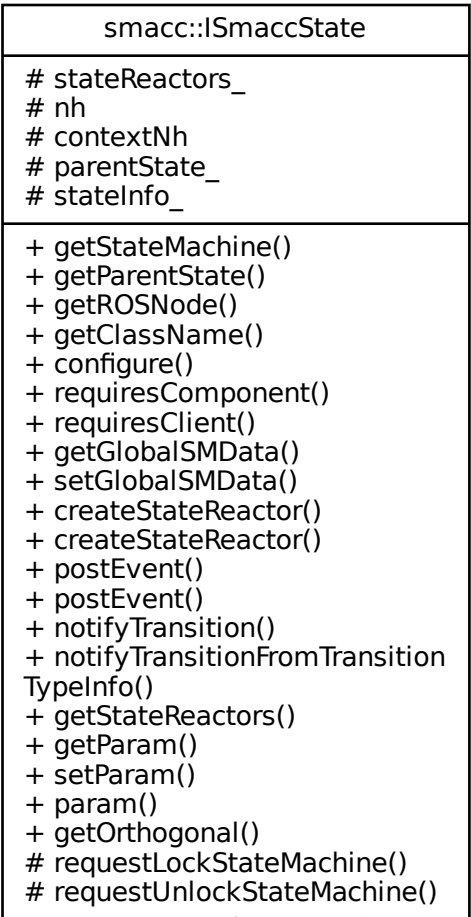 smacc::ISmaccState
# stateReactors_
# nh
# contextNh
# parentState_
# stateInfo_
+ getStateMachine()
+ getParentState()
+ getROSNode()
+ getClassName()
+ configure()
+ requiresComponent()
+ requiresClient()
+ getGlobalSMData()
+ setGlobalSMData()
+ createStateReactor()
+ createStateReactor()
+ postEvent()
+ postEvent()
+ notifyTransition()
+ notifyTransitionFromTransition
TypeInfo()
+ getStateReactors()
+ getParam()
+ setParam()
+ param()
+ getOrthogonal()
# requestLockStateMachine()
# requestUnlockStateMachine()